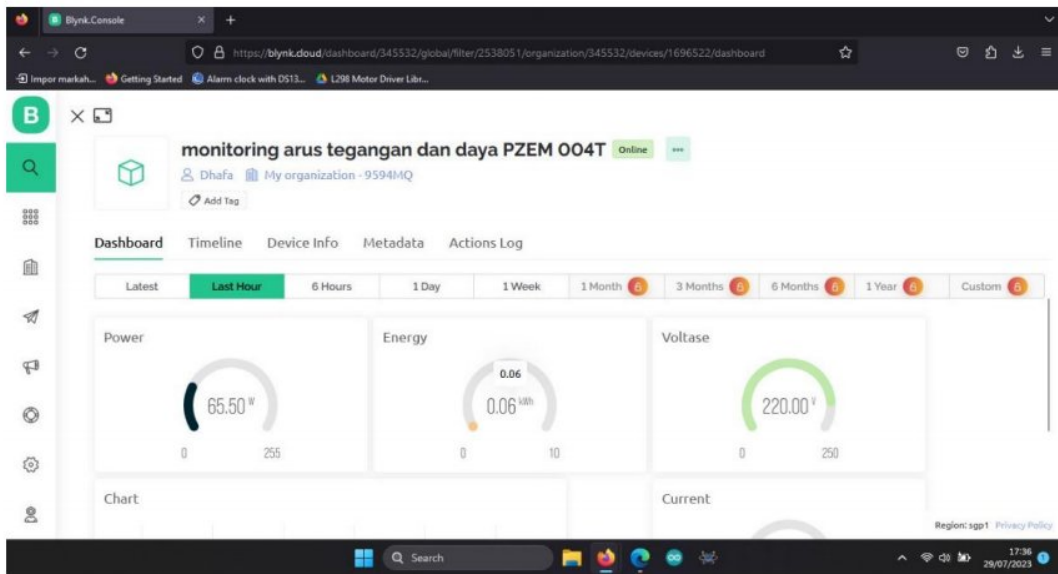 Blynk.Console
https://blynk.cloud/dashboard/345532/global/filter/2538051/organization/345532/devices/1696522/dashboard
Impor markah... Getting Started Alarm clock with DS13... L298 Motor Driver Libr...
B
monitoring arus tegangan dan daya PZEM 004T Online
Dhafa My organization - 9594MQ
Add Tag
Dashboard Timeline Device Info Metadata Actions Log
Latest Last Hour 6 Hours 1 Day 1 Week 1 Month 3 Months 6 Months 1 Year Custom
Power Energy Voltase
0.06
65.50 W 0.06 kWh 220.00 V
0 255 0 10 0 250
Chart Current
Region: sgp1 Privacy Policy
Search
17:36
29/07/2023